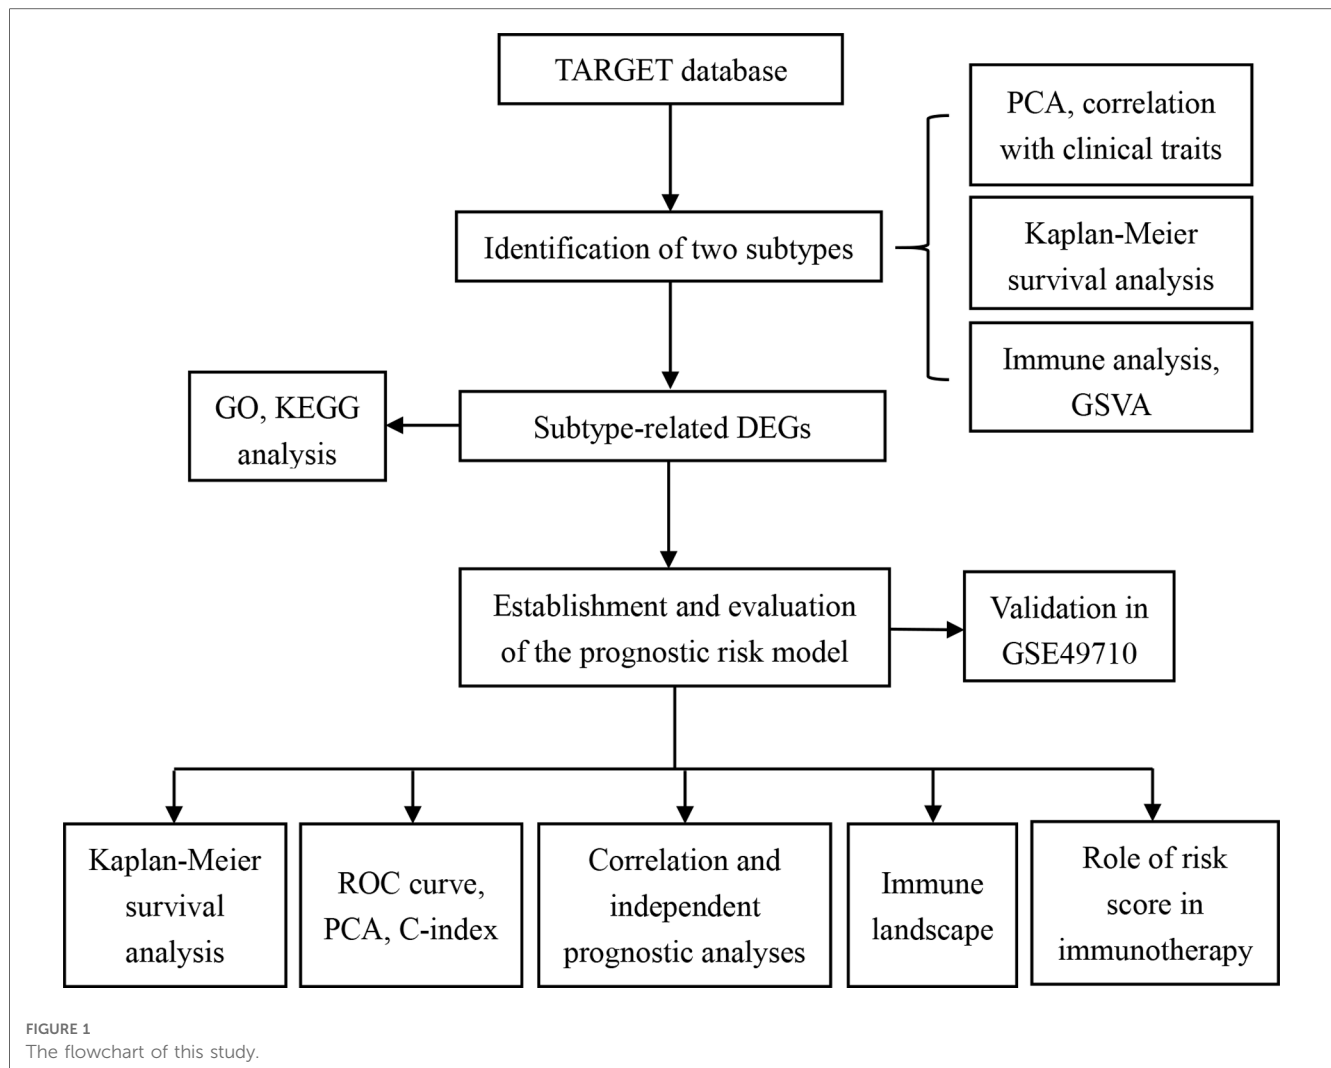 TARGET database
PCA, correlation
with clinical traits
Identification of two subtypes
Kaplan-Meier
survival analysis
Immune analysis,
GSVA
GO, KEGG
analysis
Subtype-related DEGs
Establishment and evaluation
of the prognostic risk model
Validation in
GSE49710
Kaplan-Meier
survival
analysis
ROC curve,
PCA, C-index
Correlation and
independent
prognostic analyses
Immune
landscape
Role of risk
score in
immunotherapy
FIGURE 1
The flowchart of this study.